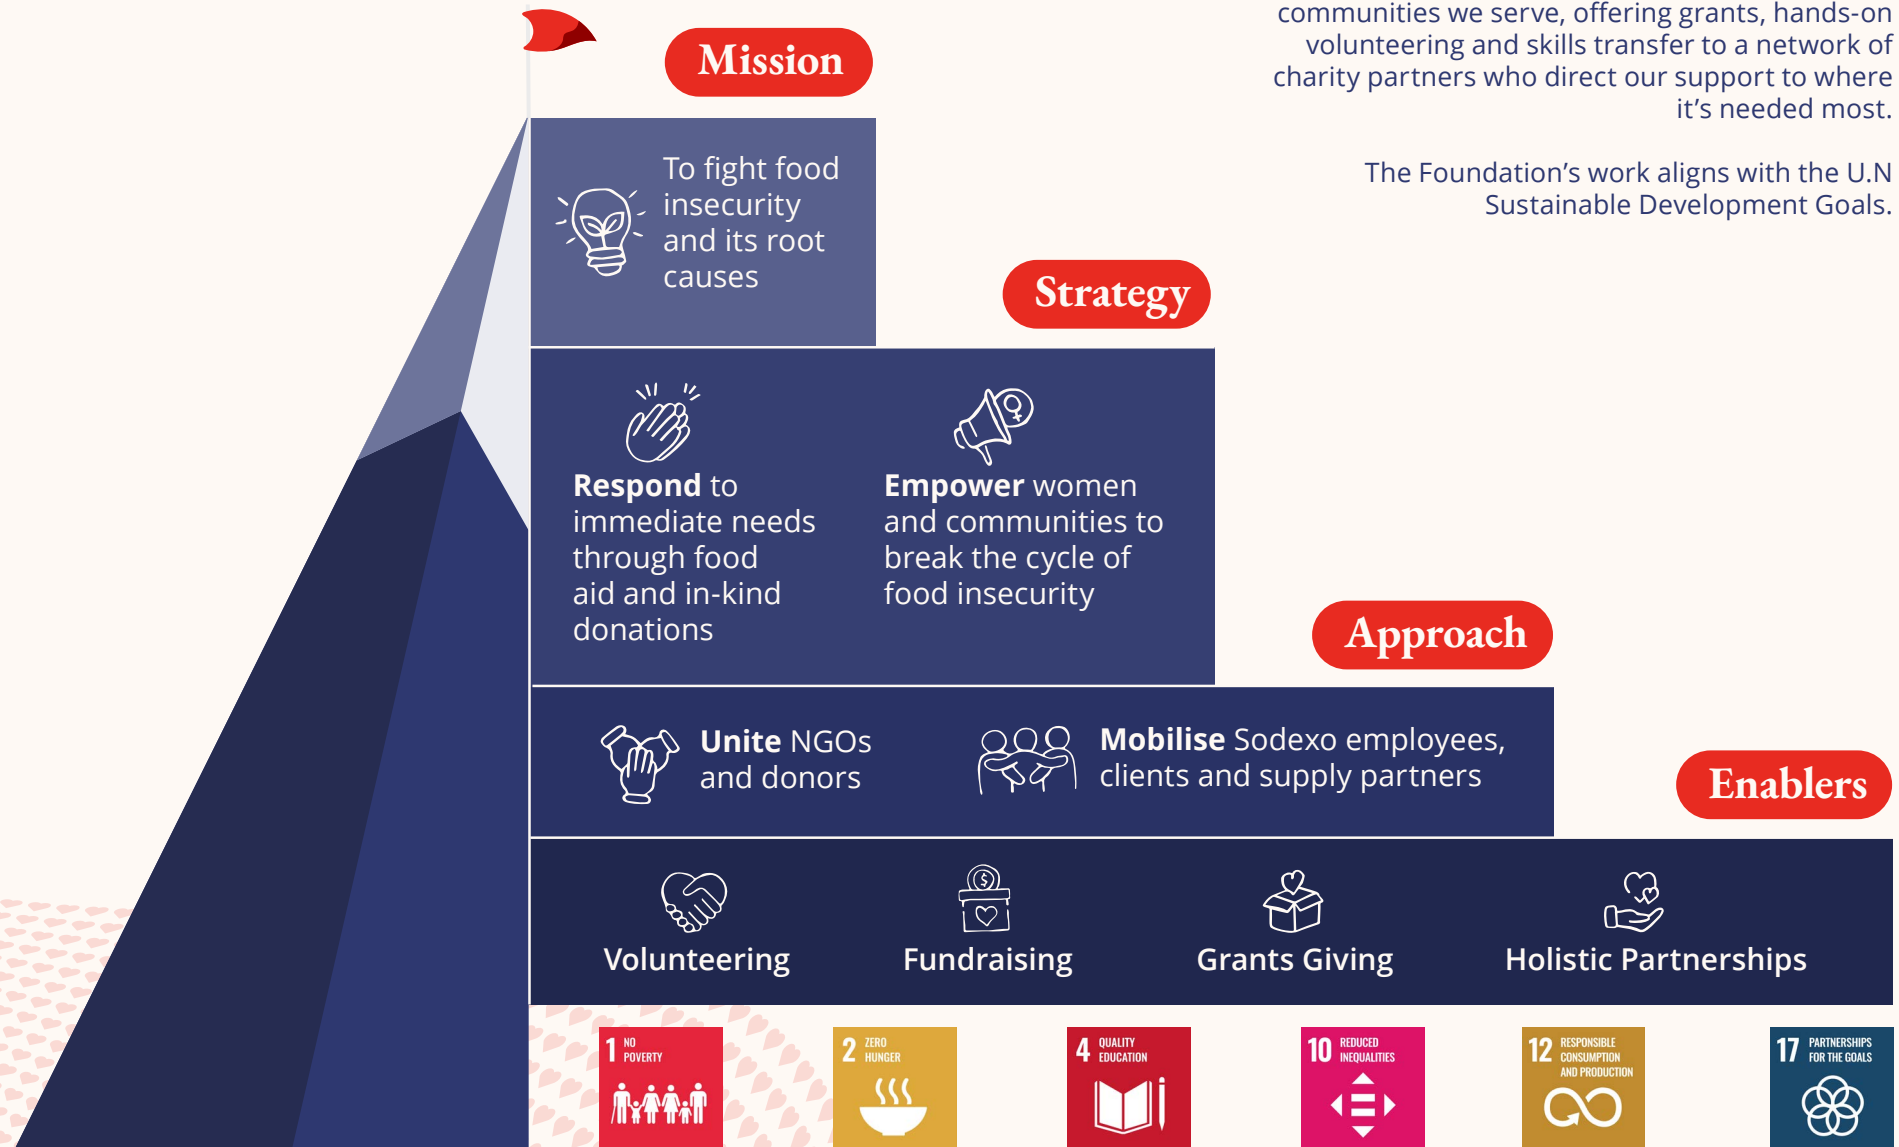 communities we serve, offering grants, hands-on
volunteering and skills transfer to a network of
charity partners who direct our support to where
it's needed most.
The Foundation's work aligns with the U.N
Sustainable Development Goals.
Mission
To fight food
insecurity
and its root
causes
Strategy
Respond to
immediate needs
through food
aid and in-kind
donations
Empower women
and communities to
break the cycle of
food insecurity
Approach
Unite NGOs
and donors
Mobilise Sodexo employees,
clients and supply partners
Enablers
Volunteering
Fundraising
Grants Giving
Holistic Partnerships
1 NO
POVERTY
2 ZERO
HUNGER
4 QUALITY
EDUCATION
10 REDUCED
INEQUALITIES
12 RESPONSIBLE
CONSUMPTION
AND PRODUCTION
17 PARTNERSHIPS
FOR THE GOALS